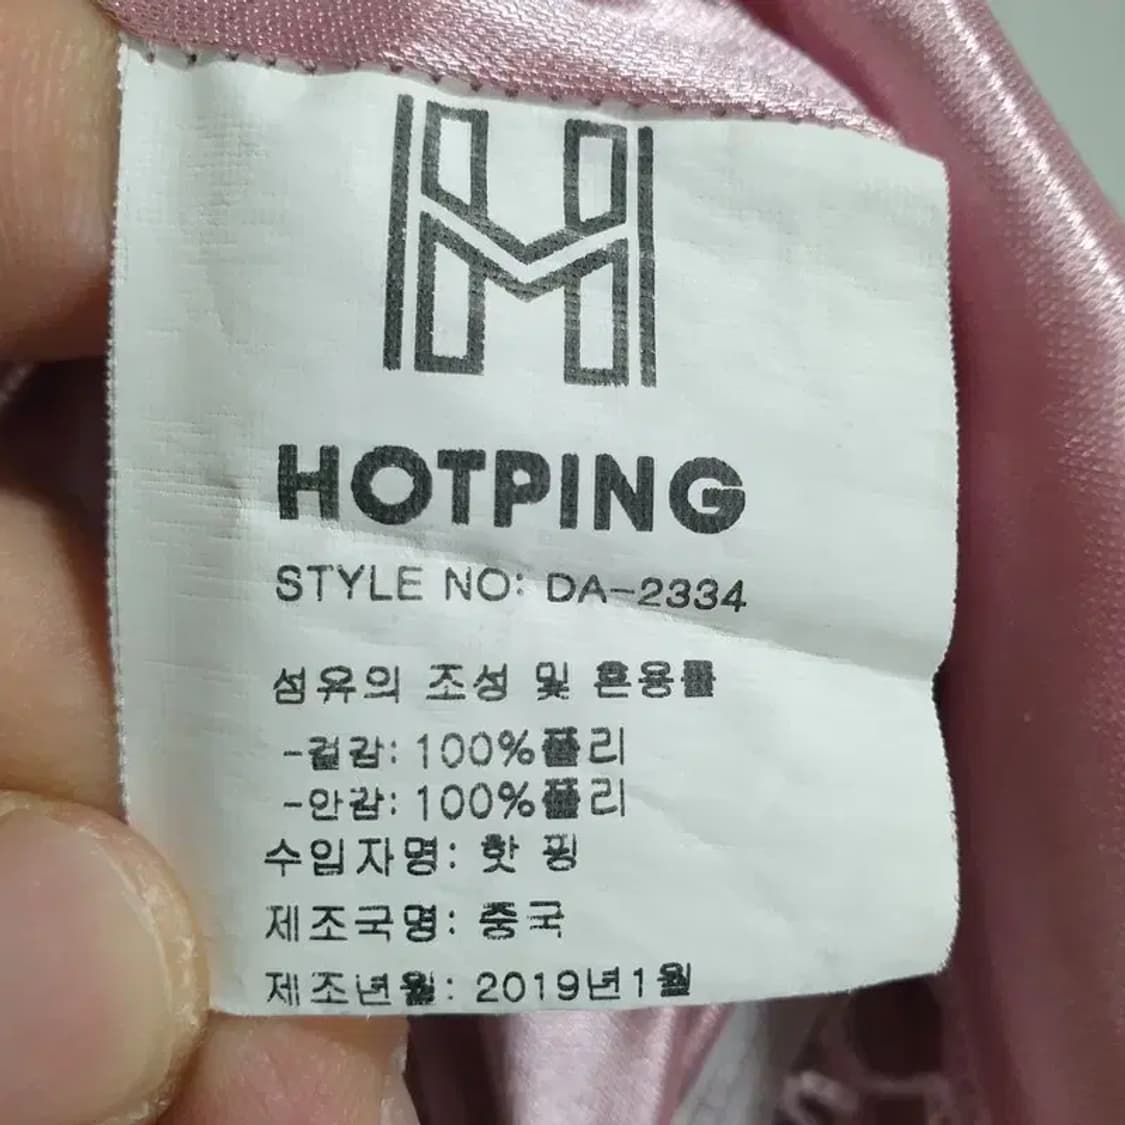 HOTPING
STYLE NO: DA-2334
섬유의 조성 및 혼용률
-겉감: 100%폴리
-안감: 100%폴리
수입자명: 핫 핑
제조국명: 중국
제조년월: 2019년1월